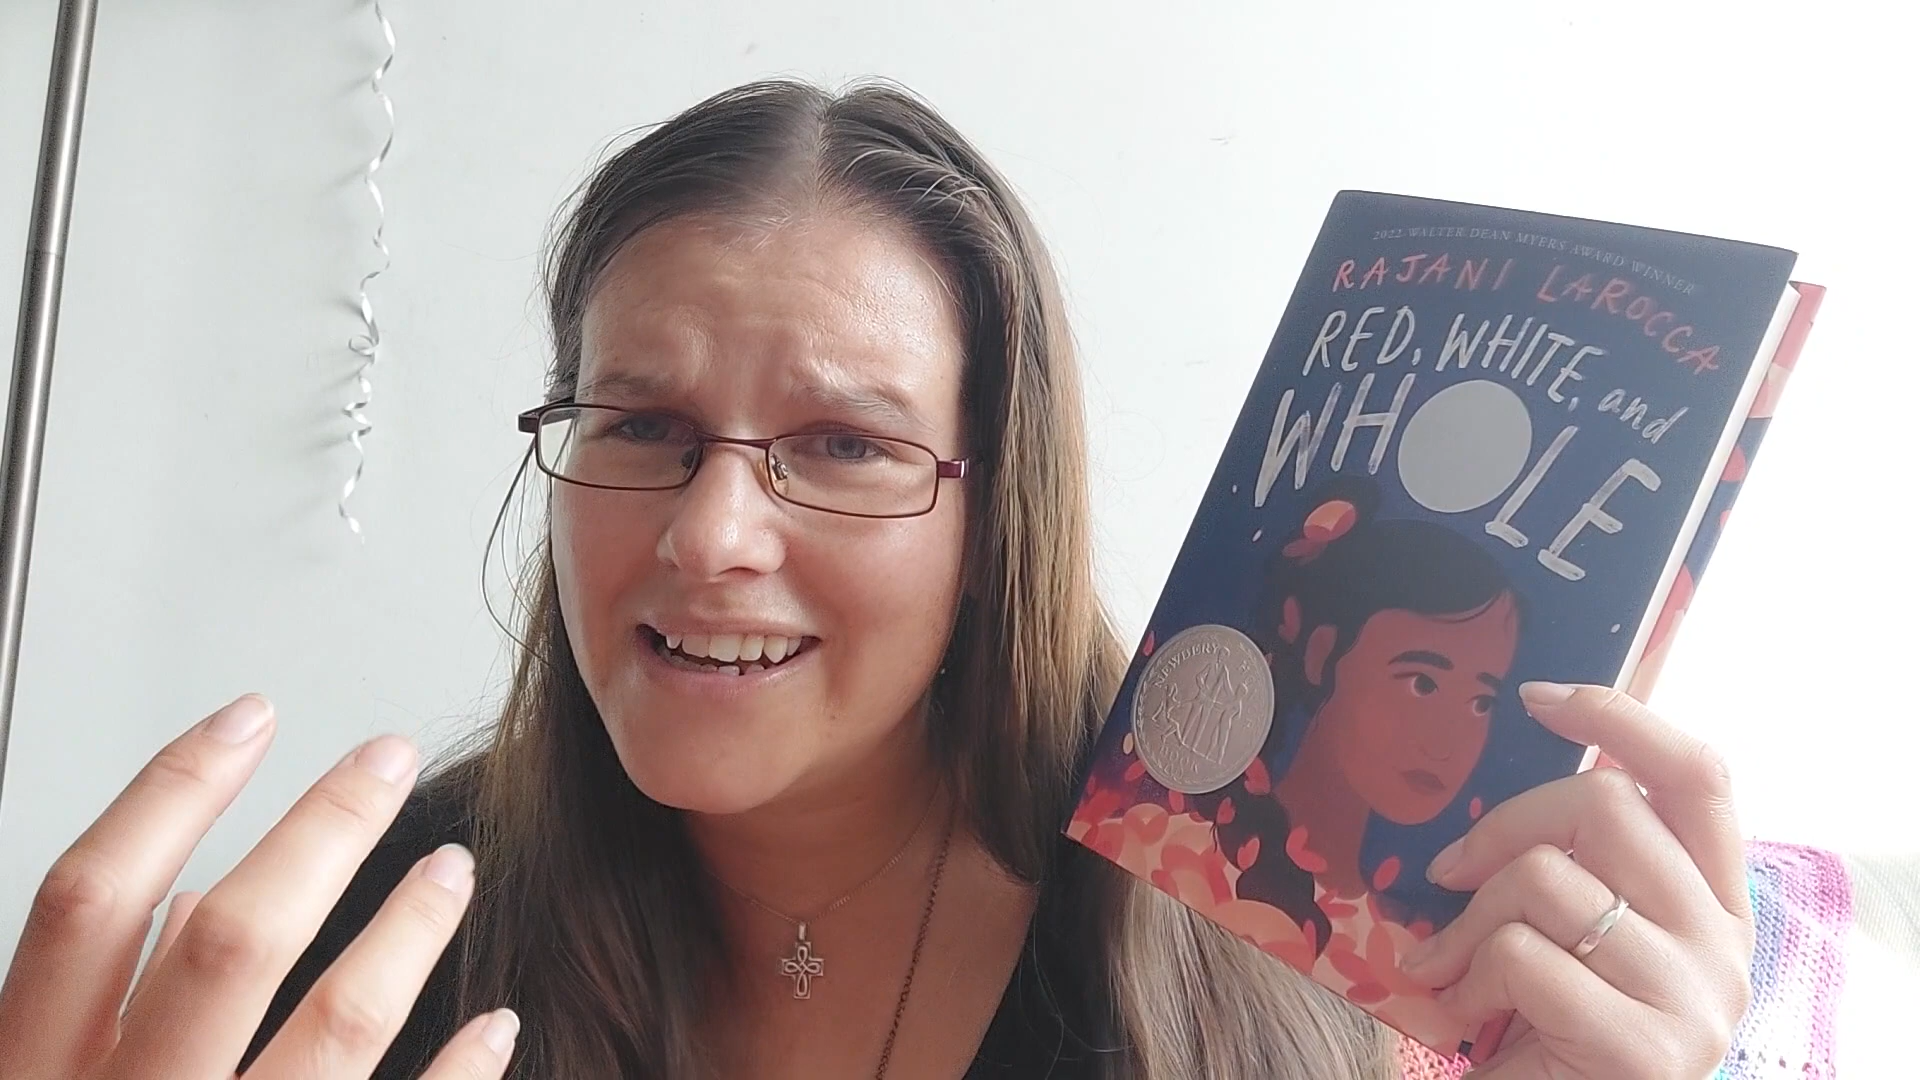 2022 WALTER DEAN MYERS AWARD WINNER
RAJANI LAROCCA
RED, WHITE, and
WHOLE
NEWBERY